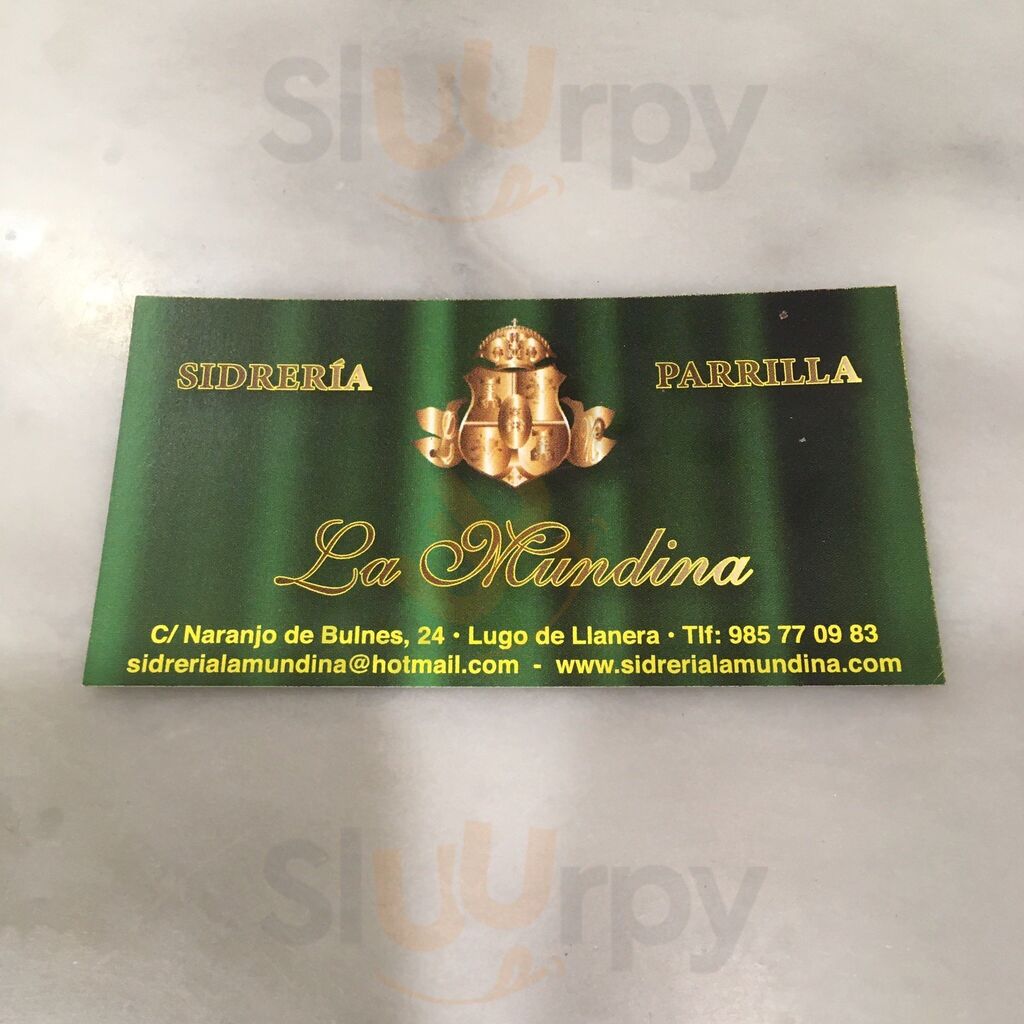 Sluurpy
SIDRERÍA PARRILLA
La Mundina
C/ Naranjo de Bulnes, 24 • Lugo de Llanera • Tlf: 985 77 09 83
sidrerialamundina@hotmail.com - www.sidrerialamundina.com
Sluurpy